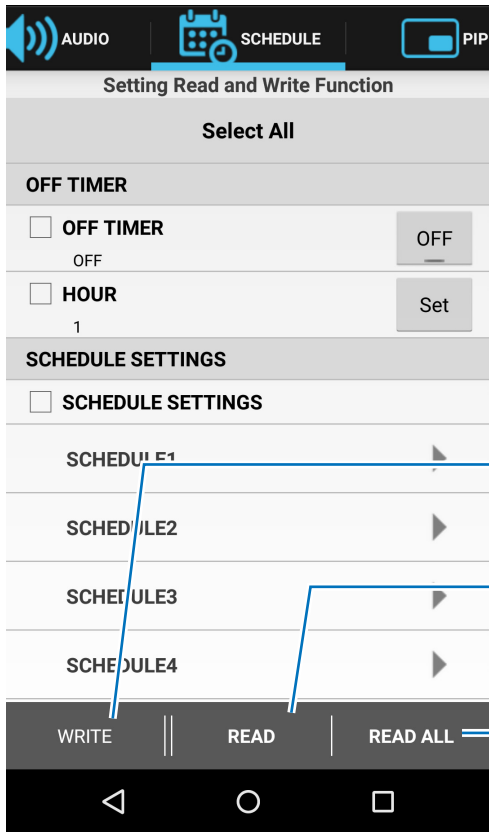 AUDIO SCHEDULE PIP
Setting Read and Write Function
Select All
OFF TIMER
OFF TIMER
OFF
OFF
HOUR
1
Set
SCHEDULE SETTINGS
SCHEDULE SETTINGS
SCHEDULE1
SCHEDULE2
SCHEDULE3
SCHEDULE4
WRITE READ READ ALL